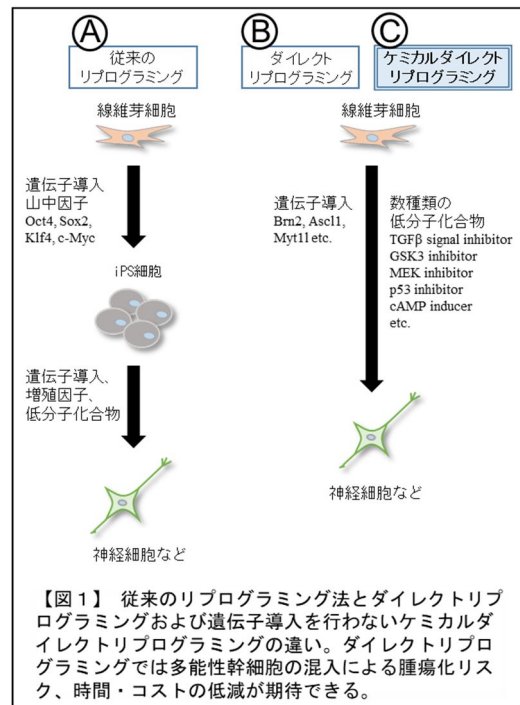 Ⓐ
従来の
リプログラミング
線維芽細胞
遺伝子導入
山中因子
Oct4, Sox2,
Klf4, c-Myc
iPS細胞
遺伝子導入、
増殖因子、
低分子化合物
神経細胞など
Ⓑ
ダイレクト
リプログラミング
Ⓒ
ケミカルダイレクト
リプログラミング
線維芽細胞
遺伝子導入
Brn2, Ascl1,
Myt1l etc.
数種類の
低分子化合物
TGFβ signal inhibitor
GSK3 inhibitor
MEK inhibitor
p53 inhibitor
cAMP inducer
etc.
神経細胞など
【図１】 従来のリプログラミング法とダイレクトリプ
ログラミングおよび遺伝子導入を行わないケミカルダ
イレクトリプログラミングの違い。ダイレクトリプロ
グラミングでは多能性幹細胞の混入による腫瘍化リス
ク、時間・コストの低減が期待できる。